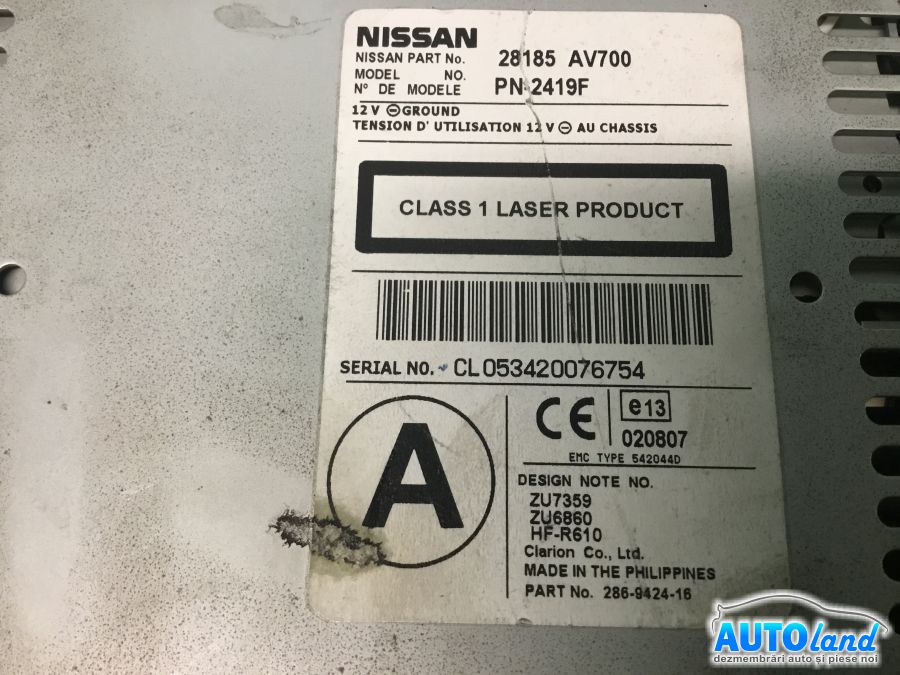 NISSAN
NISSAN PART No. 28185 AV700
MODEL NO.
N° DE MODELE PN-2419F
12 V ⊖ GROUND
TENSION D' UTILISATION 12 V ⊖ AU CHASSIS
CLASS 1 LASER PRODUCT
SERIAL NO. CL053420076754
A
CE e13
020807
EMC TYPE 542044D
DESIGN NOTE NO.
ZU7359
ZU6860
HF-R610
Clarion Co., Ltd.
MADE IN THE PHILIPPINES
PART No. 286-9424-16
AUTOland
dezmembrări auto și piese noi